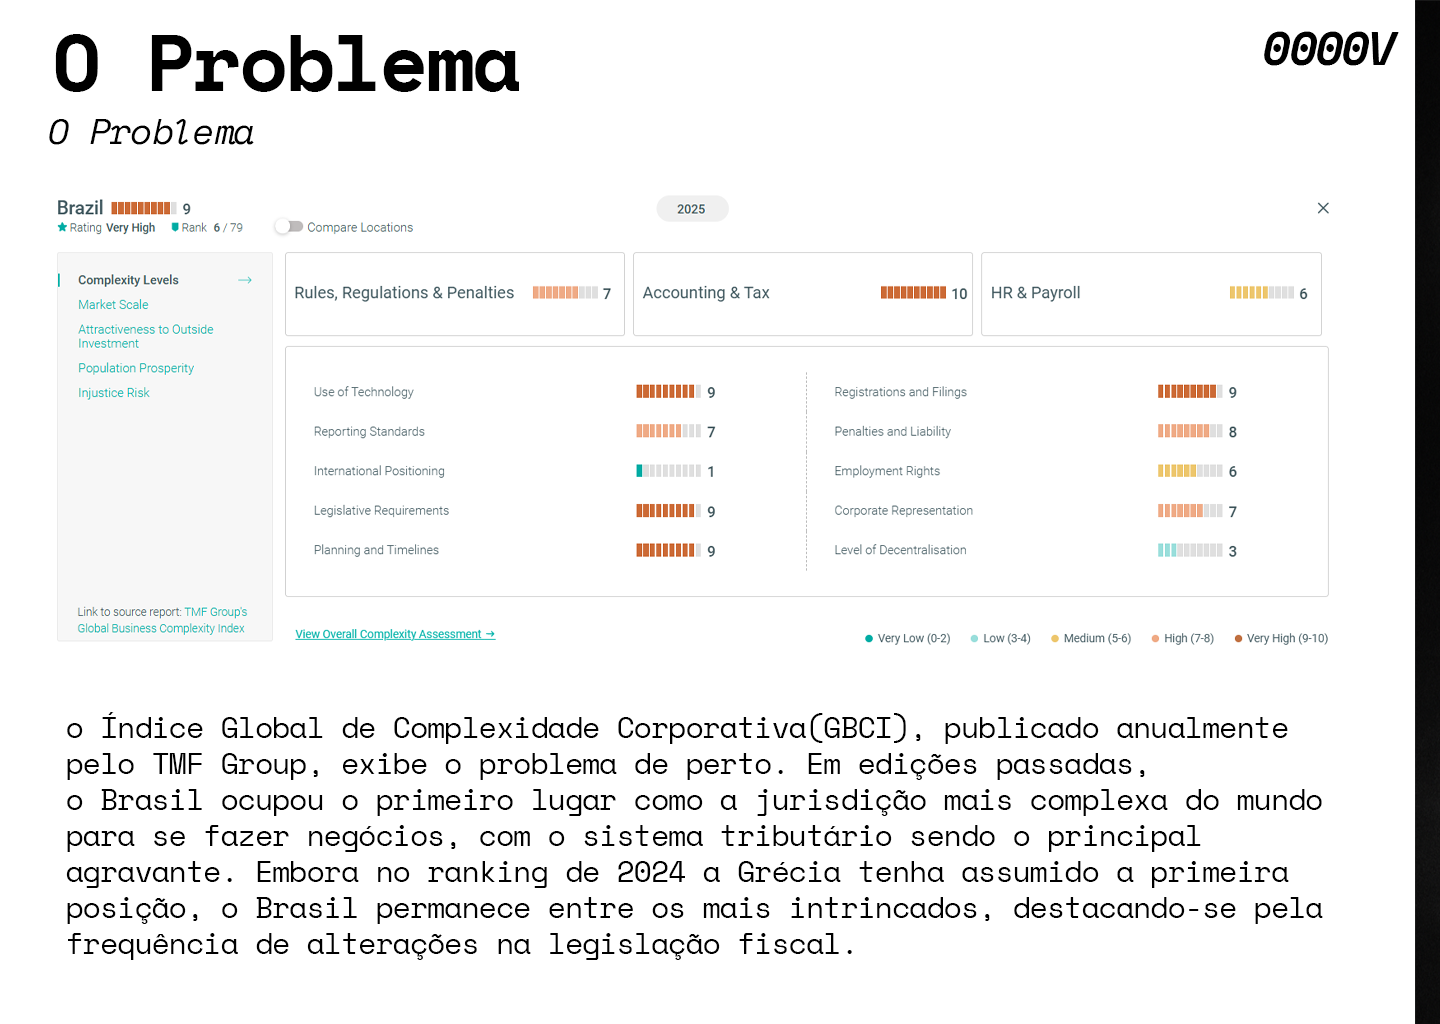 O Problema
0000V
O Problema
Brazil 9
2025
Rating Very High Rank 6 / 79
Compare Locations
Complexity Levels
Market Scale
Attractiveness to Outside
Investment
Population Prosperity
Injustice Risk
Link to source report: TMF Group's
Global Business Complexity Index
Rules, Regulations & Penalties 7
Accounting & Tax 10
HR & Payroll 6
Use of Technology 9
Reporting Standards 7
International Positioning 1
Legislative Requirements 9
Planning and Timelines 9
Registrations and Filings 9
Penalties and Liability 8
Employment Rights 6
Corporate Representation 7
Level of Decentralisation 3
View Overall Complexity Assessment →
Very Low (0-2) Low (3-4) Medium (5-6) High (7-8) Very High (9-10)
o Índice Global de Complexidade Corporativa(GBCI), publicado anualmente
pelo TMF Group, exibe o problema de perto. Em edições passadas,
o Brasil ocupou o primeiro lugar como a jurisdição mais complexa do mundo
para se fazer negócios, com o sistema tributário sendo o principal
agravante. Embora no ranking de 2024 a Grécia tenha assumido a primeira
posição, o Brasil permanece entre os mais intrincados, destacando-se pela
frequência de alterações na legislação fiscal.